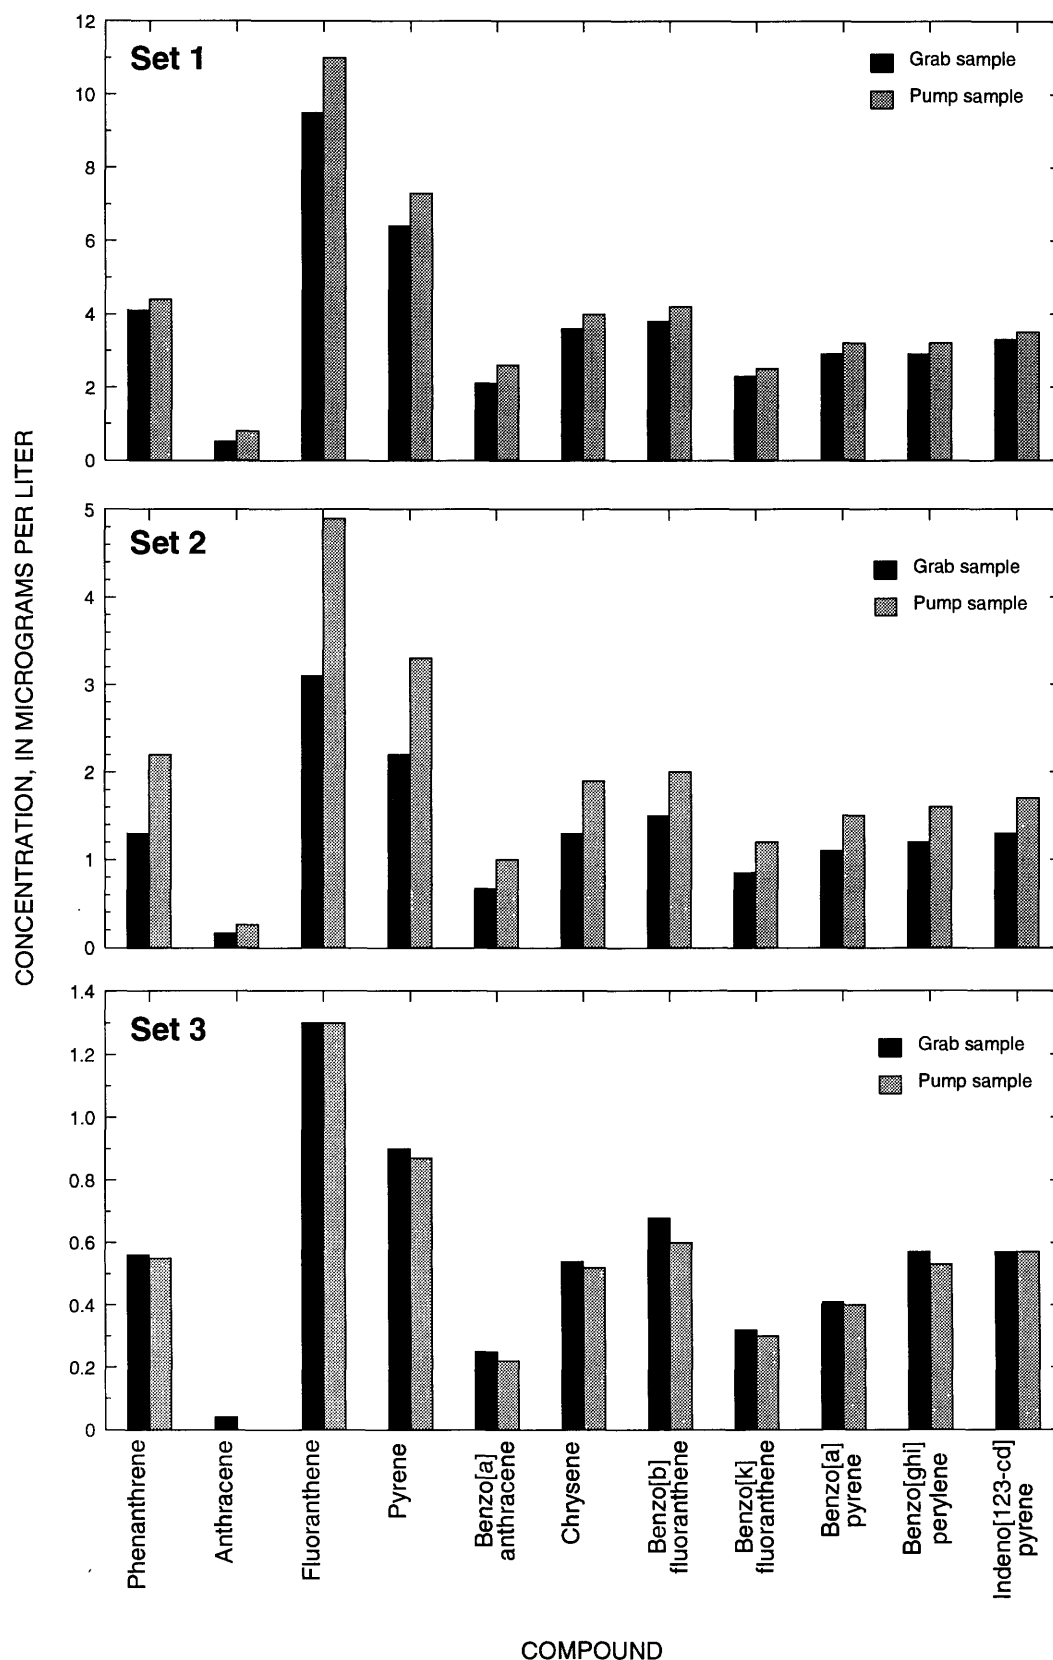 CONCENTRATION, IN MICROGRAMS PER LITER
Set 1
Grab sample
Pump sample
12
10
8
6
4
2
0
Set 2
Grab sample
Pump sample
5
4
3
2
1
0
Set 3
Grab sample
Pump sample
1.4
1.2
1.0
0.8
0.6
0.4
0.2
0
Phenanthrene
Anthracene
Fluoranthene
Pyrene
Benzo[a]
anthracene
Chrysene
Benzo[b]
fluoranthene
Benzo[k]
fluoranthene
Benzo[a]
pyrene
Benzo[ghi]
perylene
Indeno[123-cd]
pyrene
COMPOUND